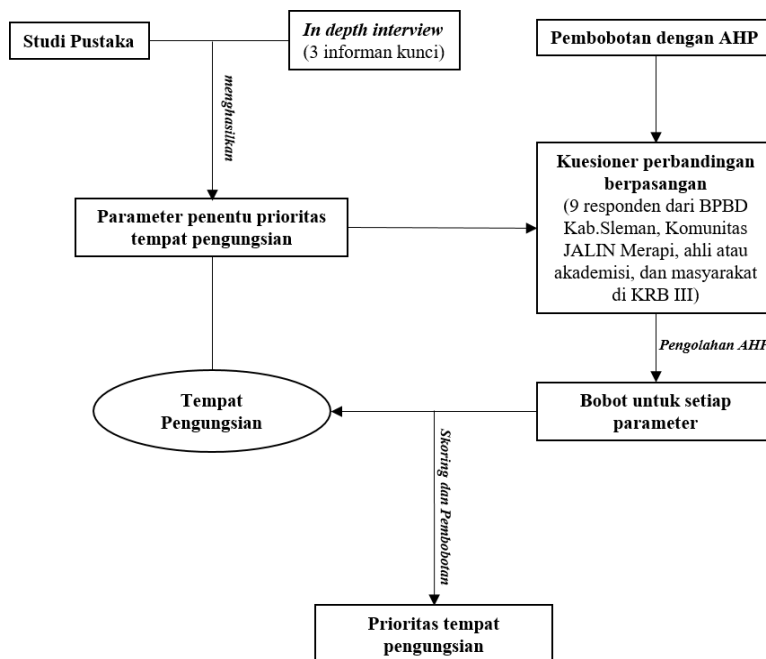 Studi Pustaka
In depth interview
(3 informan kunci)
Pembobotan dengan AHP
menghasilkan
Kuesioner perbandingan
berpasangan
(9 responden dari BPBD
Kab.Sleman, Komunitas
JALIN Merapi, ahli atau
akademisi, dan masyarakat
di KRB III)
Parameter penentu prioritas
tempat pengungsian
Pengolahan AHP
Tempat
Pengungsian
Bobot untuk setiap
parameter
Skoring dan Pembobotan
Prioritas tempat
pengungsian